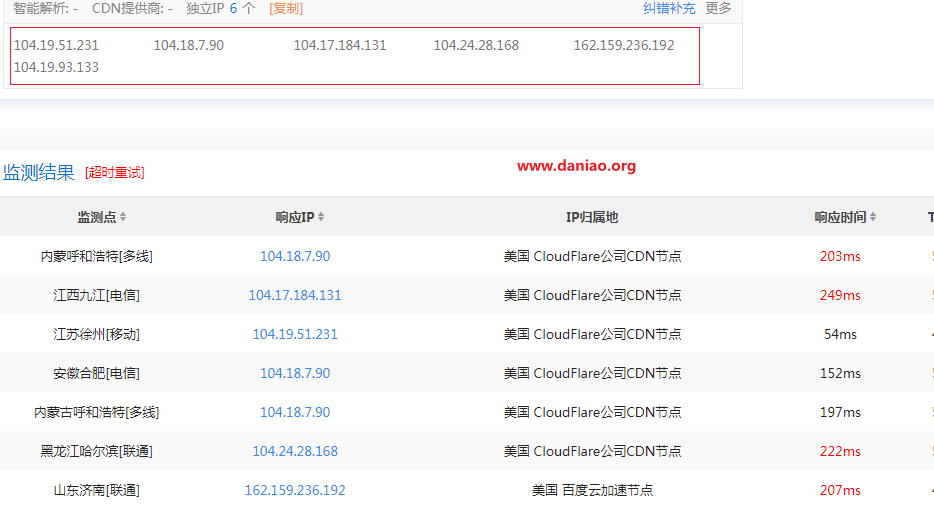 智能解析: - CDN提供商: - 独立IP 6 个 [复制] 纠错补充 更多
104.19.51.231 104.18.7.90 104.17.184.131 104.24.28.168 162.159.236.192
104.19.93.133
监测结果 [超时重试] www.daniao.org
监测点 响应IP IP归属地 响应时间
内蒙呼和浩特[多线] 104.18.7.90 美国 CloudFlare公司CDN节点 203ms
江西九江[电信] 104.17.184.131 美国 CloudFlare公司CDN节点 249ms
江苏徐州[移动] 104.19.51.231 美国 CloudFlare公司CDN节点 54ms
安徽合肥[电信] 104.18.7.90 美国 CloudFlare公司CDN节点 152ms
内蒙古呼和浩特[多线] 104.18.7.90 美国 CloudFlare公司CDN节点 197ms
黑龙江哈尔滨[联通] 104.24.28.168 美国 CloudFlare公司CDN节点 222ms
山东济南[联通] 162.159.236.192 美国 百度云加速节点 207ms